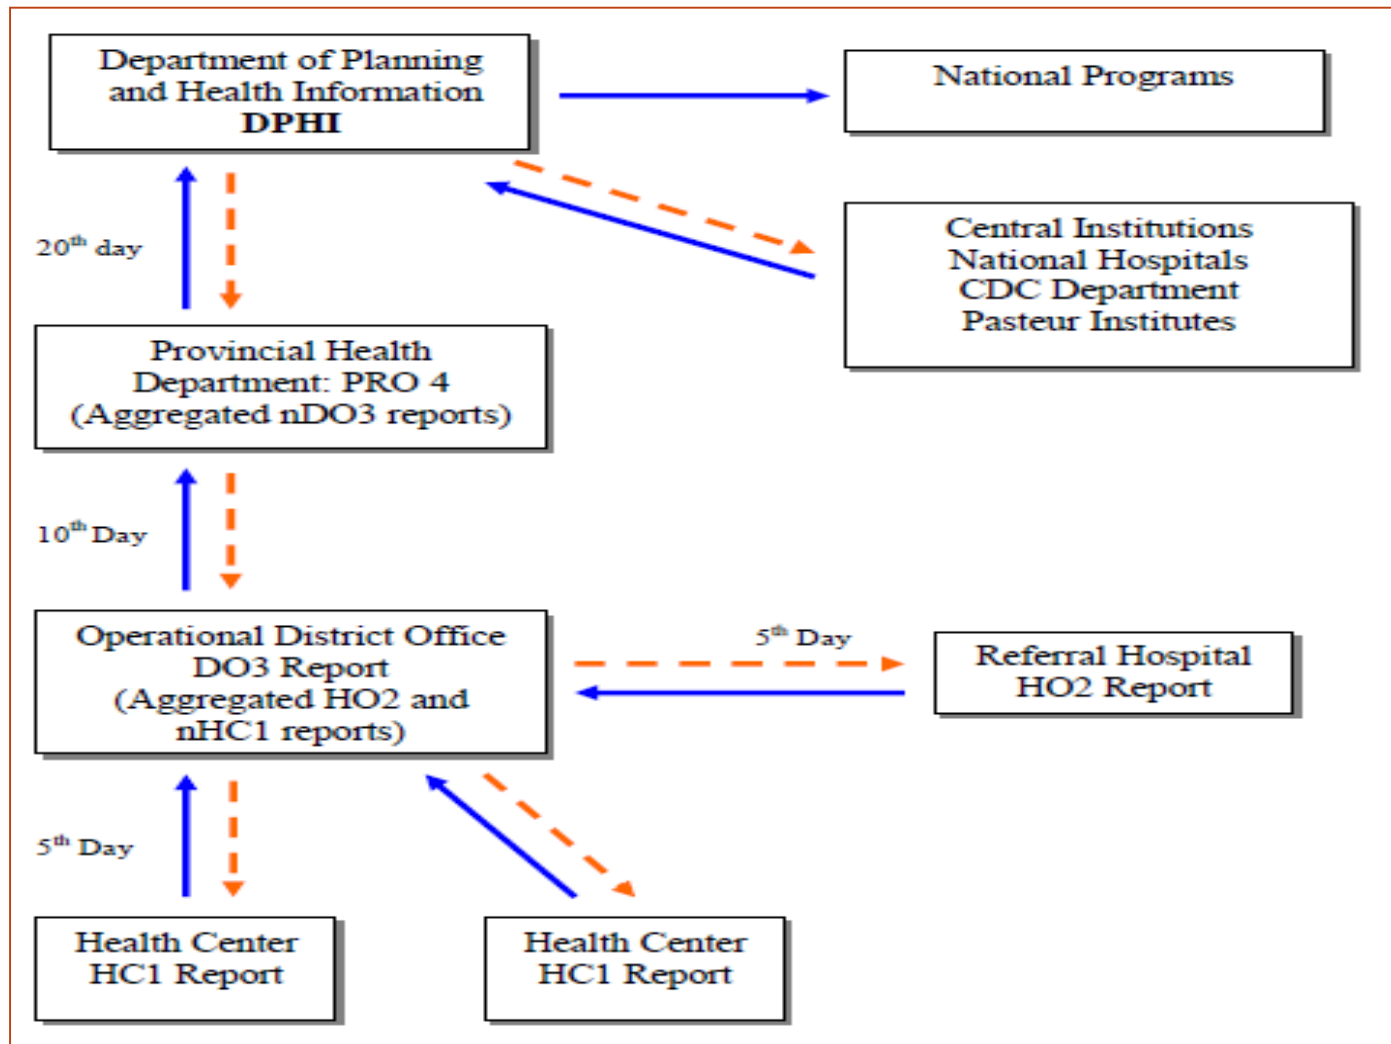 Department of Planning
and Health Information
DPHI
National Programs
Central Institutions
National Hospitals
CDC Department
Pasteur Institutes
20th day
Provincial Health
Department: PRO 4
(Aggregated nDO3 reports)
10th Day
Operational District Office
DO3 Report
(Aggregated HO2 and
nHC1 reports)
5th Day
Referral Hospital
HO2 Report
5th Day
Health Center
HC1 Report
Health Center
HC1 Report